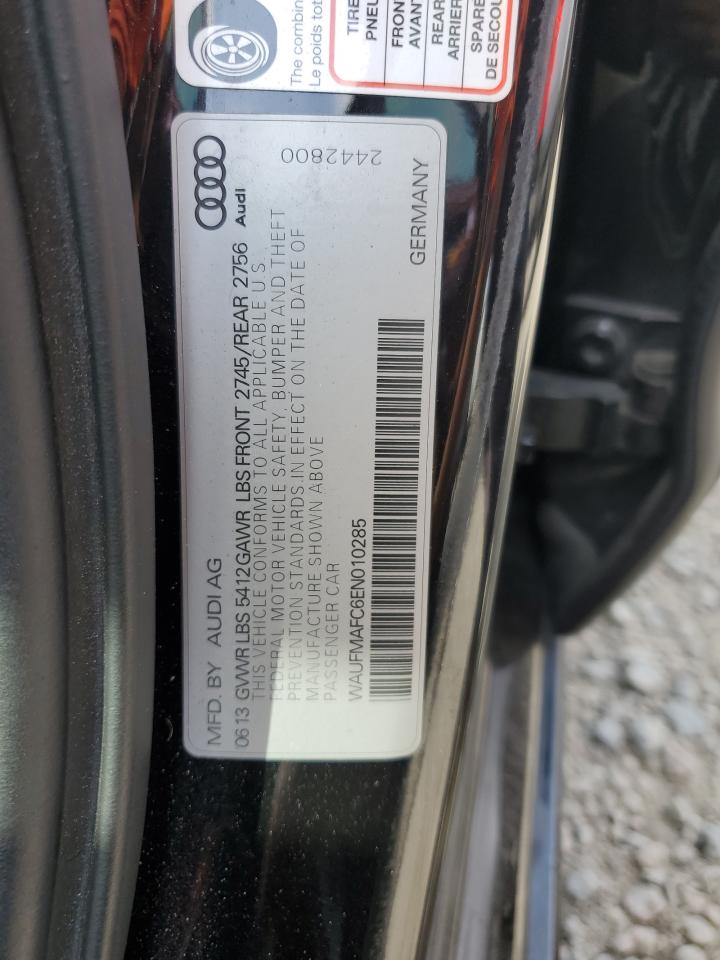 The combin
Le poids tot
TIRE
PNEU
FRONT
AVANT
REAR
ARRIER
SPARE
DE SECOU
MFD. BY AUDI AG
Audi
06 13 GVWR LBS 5412 GAWR LBS FRONT 2745/REAR 2756
THIS VEHICLE CONFORMS TO ALL APPLICABLE U.S.
FEDERAL MOTOR VEHICLE SAFETY, BUMPER AND THEFT
PREVENTION STANDARDS IN EFFECT ON THE DATE OF
MANUFACTURE SHOWN ABOVE
PASSENGER CAR
2442800
WAUFMAFC6EN010285
GERMANY